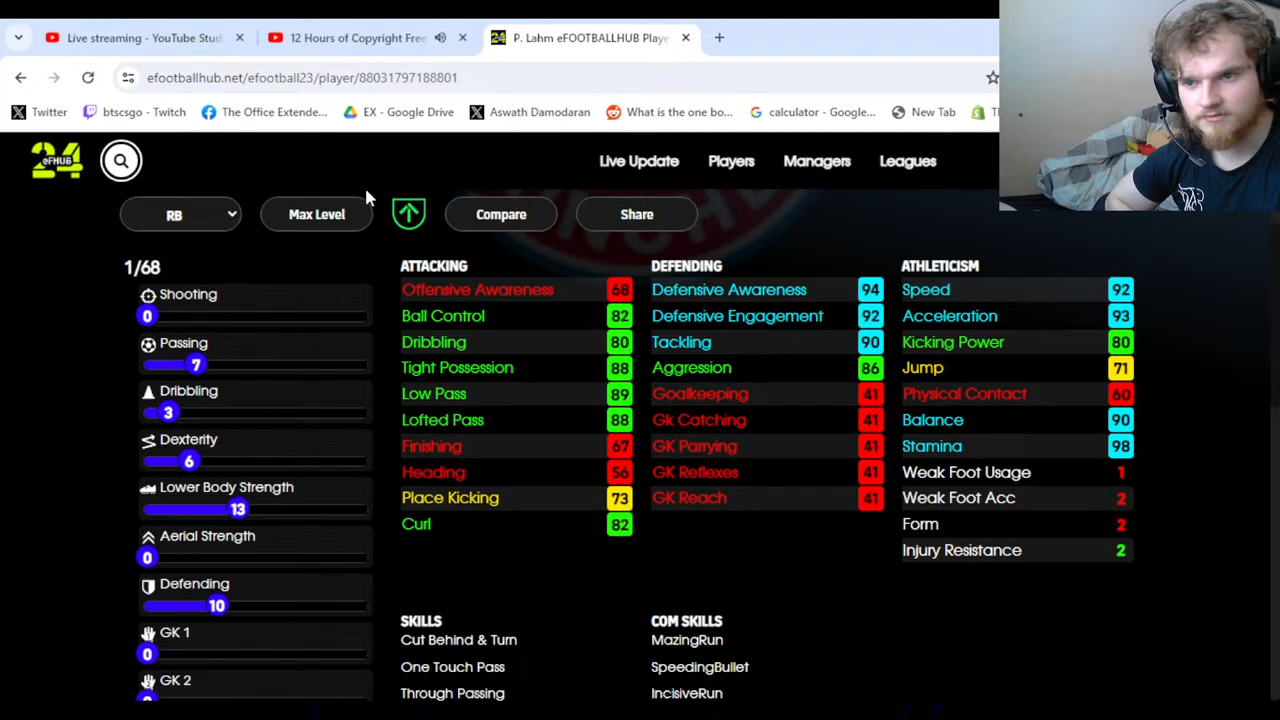 Live streaming - YouTube Stud
12 Hours of Copyright Free
24 P. Lahm eFOOTBALLHUB Playe
efootballhub.net/efootball23/player/88031797188801
Twitter
btscsgo - Twitch
The Office Extende...
EX - Google Drive
Aswath Damodaran
What is the one bo...
calculator - Google...
New Tab
24 eFHUB
Live Update
Players
Managers
Leagues
RB
Max Level
Compare
Share
1/68
Shooting
0
Passing
7
Dribbling
3
Dexterity
6
Lower Body Strength
13
Aerial Strength
0
Defending
10
GK 1
0
GK 2
ATTACKING
Offensive Awareness 68
Ball Control 82
Dribbling 80
Tight Possession 88
Low Pass 89
Lofted Pass 88
Finishing 67
Heading 56
Place Kicking 73
Curl 82
DEFENDING
Defensive Awareness 94
Defensive Engagement 92
Tackling 90
Aggression 86
Goalkeeping 41
Gk Catching 41
GK Parrying 41
GK Reflexes 41
GK Reach 41
ATHLETICISM
Speed 92
Acceleration 93
Kicking Power 80
Jump 71
Physical Contact 60
Balance 90
Stamina 98
Weak Foot Usage 1
Weak Foot Acc 2
Form 2
Injury Resistance 2
SKILLS
Cut Behind & Turn
One Touch Pass
Through Passing
COM SKILLS
MazingRun
SpeedingBullet
IncisiveRun